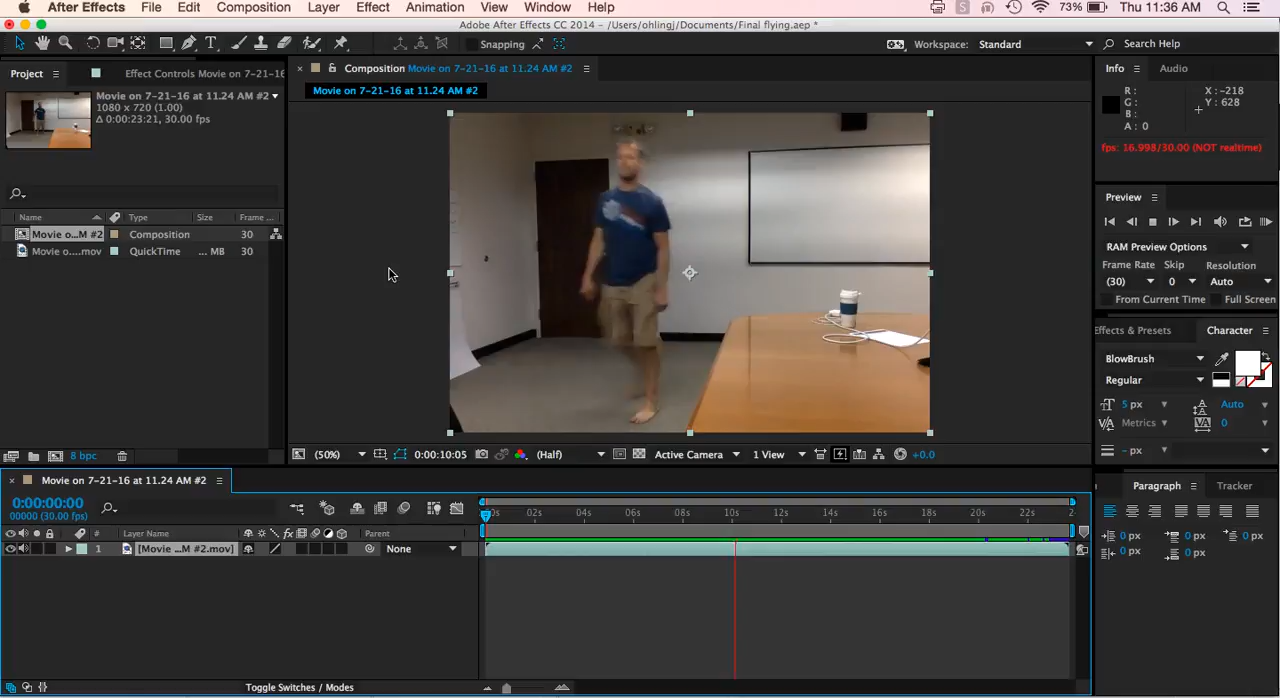 After Effects File Edit Composition Layer Effect Animation View Window Help 73% Thu 11:36 AM
Adobe After Effects CC 2014 - /Users/ohlingj/Documents/Final flying.aep *
Snapping Workspace: Standard Search Help
Project Effect Controls Movie on 7-21-16
Composition Movie on 7-21-16 at 11.24 AM #2
Info Audio
Movie on 7-21-16 at 11.24 AM #2
Movie on 7-21-16 at 11.24 AM #2
1080 x 720 (1.00)
Δ 0:00:23:21, 30.00 fps
R :
G :
B :
A : 0
X : -218
Y : 628
fps: 16.998/30.00 (NOT realtime)
Preview
RAM Preview Options
Frame Rate Skip Resolution
(30) 0 Auto
From Current Time Full Screen
Name Type Size Frame ...
Movie o...M #2 Composition 30
Movie o....mov QuickTime ... MB 30
Effects & Presets Character
BlowBrush
Regular
5 px Auto
Metrics 0
- px
8 bpc
(50%) 0:00:10:05 (Half) Active Camera 1 View +0.0
Movie on 7-21-16 at 11.24 AM #2
Paragraph Tracker
0:00:00:00
00000 (30.00 fps)
0s 02s 04s 06s 08s 10s 12s 14s 16s 18s 20s 22s 2
# Layer Name fx Parent
1 [Movie ...M #2.mov] None
0 px 0 px 0 px
0 px 0 px
Toggle Switches / Modes